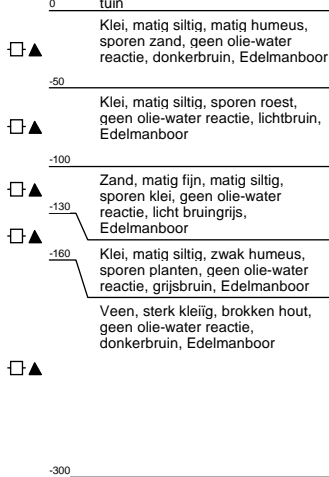 0 tuin
Klei, matig siltig, matig humeus,
sporen zand, geen olie-water
reactie, donkerbruin, Edelmanboor
-50
Klei, matig siltig, sporen roest,
geen olie-water reactie, lichtbruin,
Edelmanboor
-100
Zand, matig fijn, matig siltig,
sporen klei, geen olie-water
reactie, licht bruingrijs,
Edelmanboor
-130
Klei, matig siltig, zwak humeus,
sporen planten, geen olie-water
reactie, grijsbruin, Edelmanboor
-160
Veen, sterk kleiïg, brokken hout,
geen olie-water reactie,
donkerbruin, Edelmanboor
-300